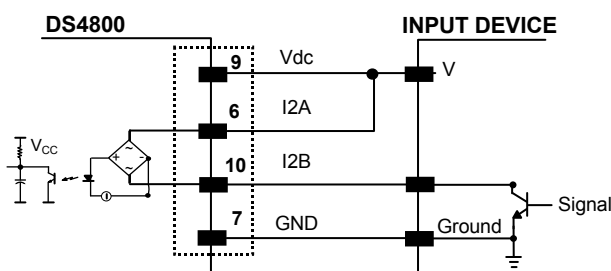 DS4800
INPUT DEVICE
9
Vdc
V
6
I2A
VCC
10
I2B
Signal
7
GND
Ground